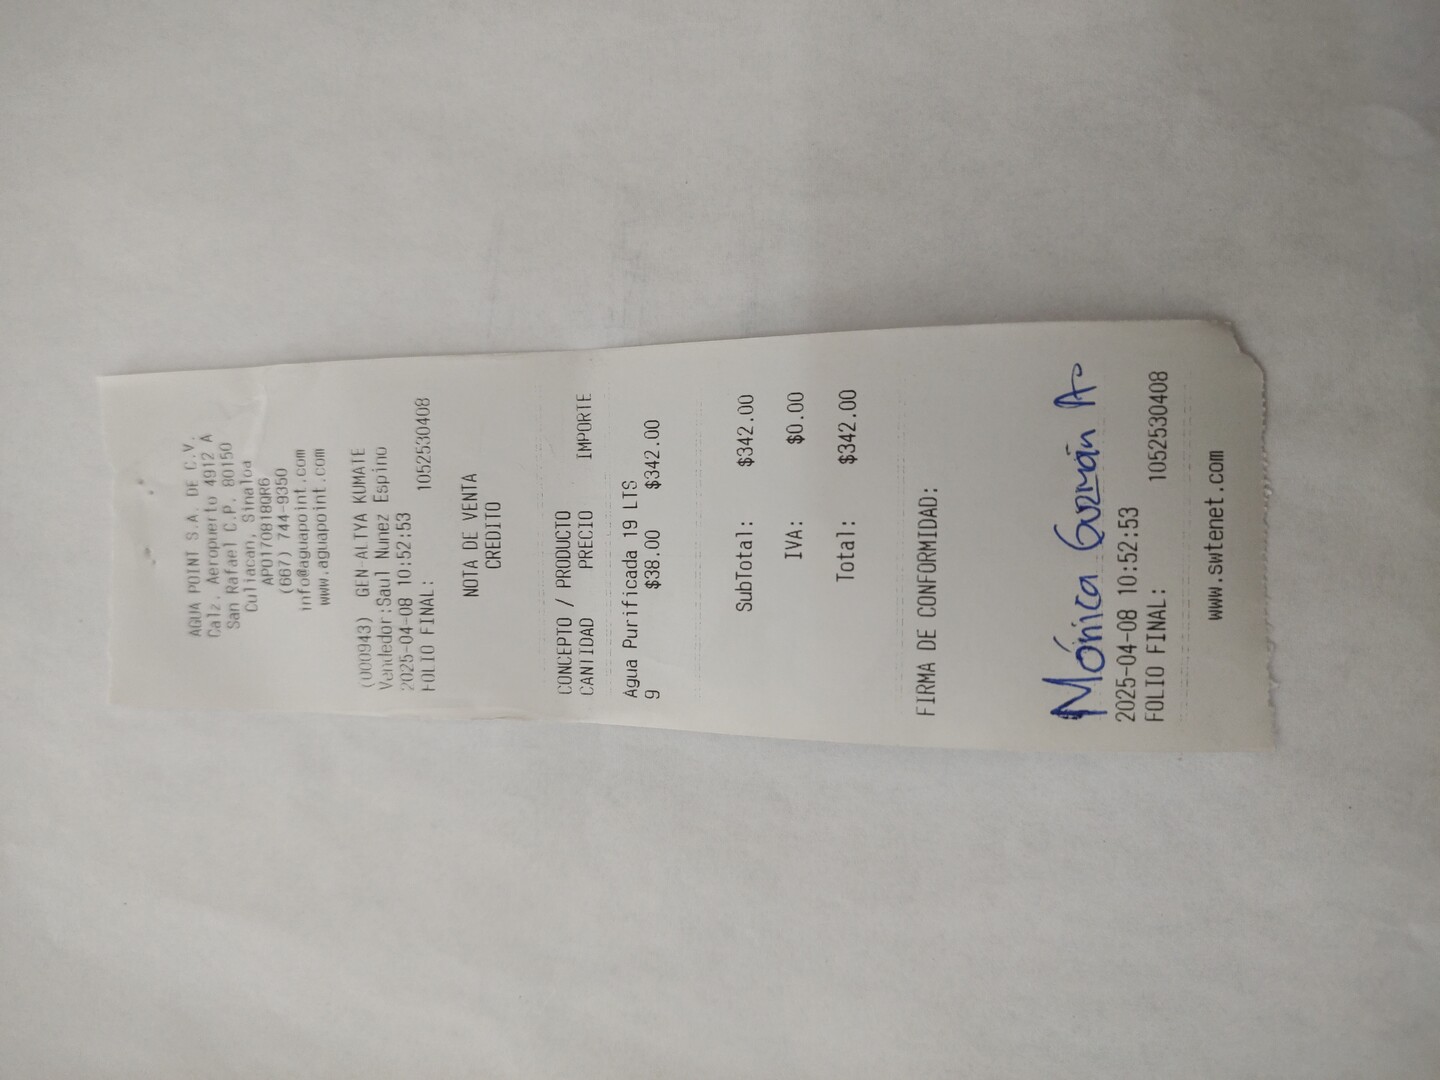 AGUA POINT S.A. DE C.V.
Calz. Aeropuerto 4912 A
San Rafael C.P. 80150
Culiacan, Sinaloa
APO170818QR6
(667) 744-9350
info@aguapoint.com
www.aguapoint.com
(000943) GEN-ALTYA KUMATE
Vendedor:Saul Nunez Espino
2025-04-08 10:52:53
FOLIO FINAL: 1052530408
NOTA DE VENTA
CREDITO
CONCEPTO / PRODUCTO
CANTIDAD PRECIO IMPORTE
Agua Purificada 19 LTS
9 $38.00 $342.00
SubTotal: $342.00
IVA: $0.00
Total: $342.00
FIRMA DE CONFORMIDAD:
Mónica Guzmán A
2025-04-08 10:52:53
FOLIO FINAL: 1052530408
www.swtenet.com